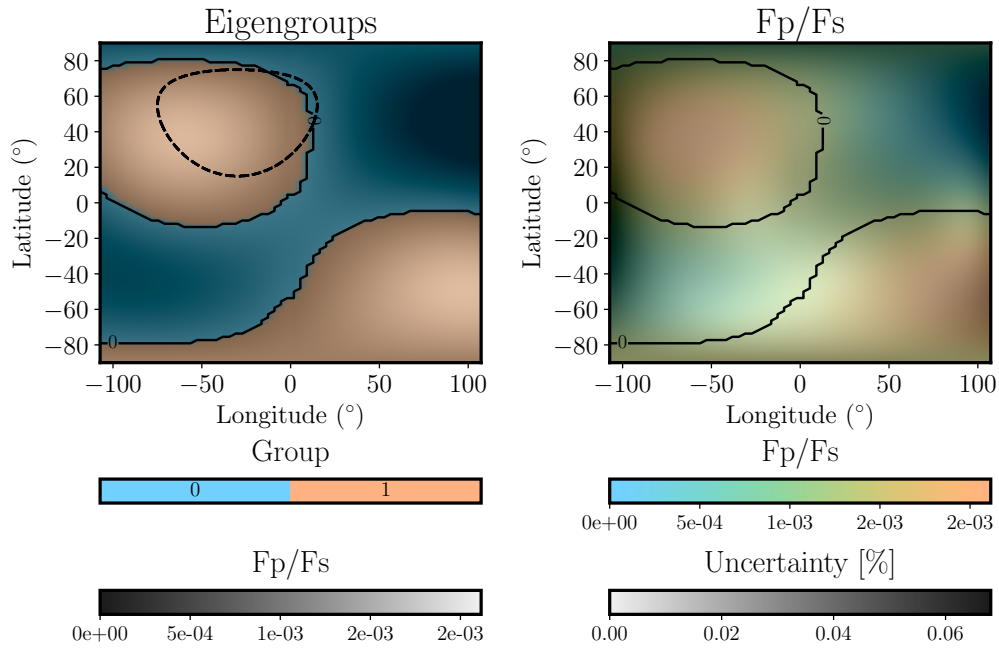 Eigengroups
Fp/Fs
80
60
40
20
0
−20
−40
−60
−80
Latitude (°)
0
0
−100
−50
0
50
100
Longitude (°)
80
60
40
20
0
−20
−40
−60
−80
Latitude (°)
0
0
−100
−50
0
50
100
Longitude (°)
Group
0 1
Fp/Fs
0e+00 5e-04 1e-03 2e-03 2e-03
Fp/Fs
0e+00 5e-04 1e-03 2e-03 2e-03
Uncertainty [%]
0.00 0.02 0.04 0.06